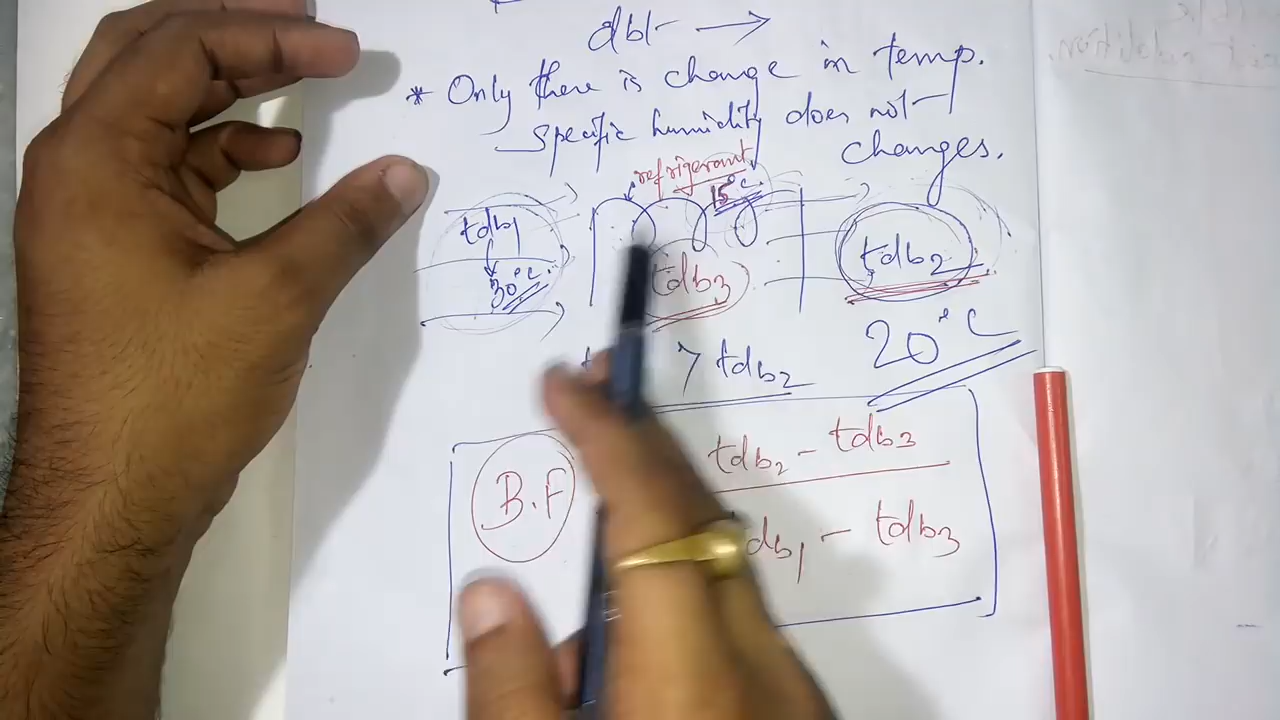 dbt →
* Only there is change in temp.
specific humidity does not
changes.
refrigerant
15°C
tdb1
30°C.
tdb3
tdb2
20°C
> tdb2
B.F
tdb2 - tdb3
db1 - tdb3